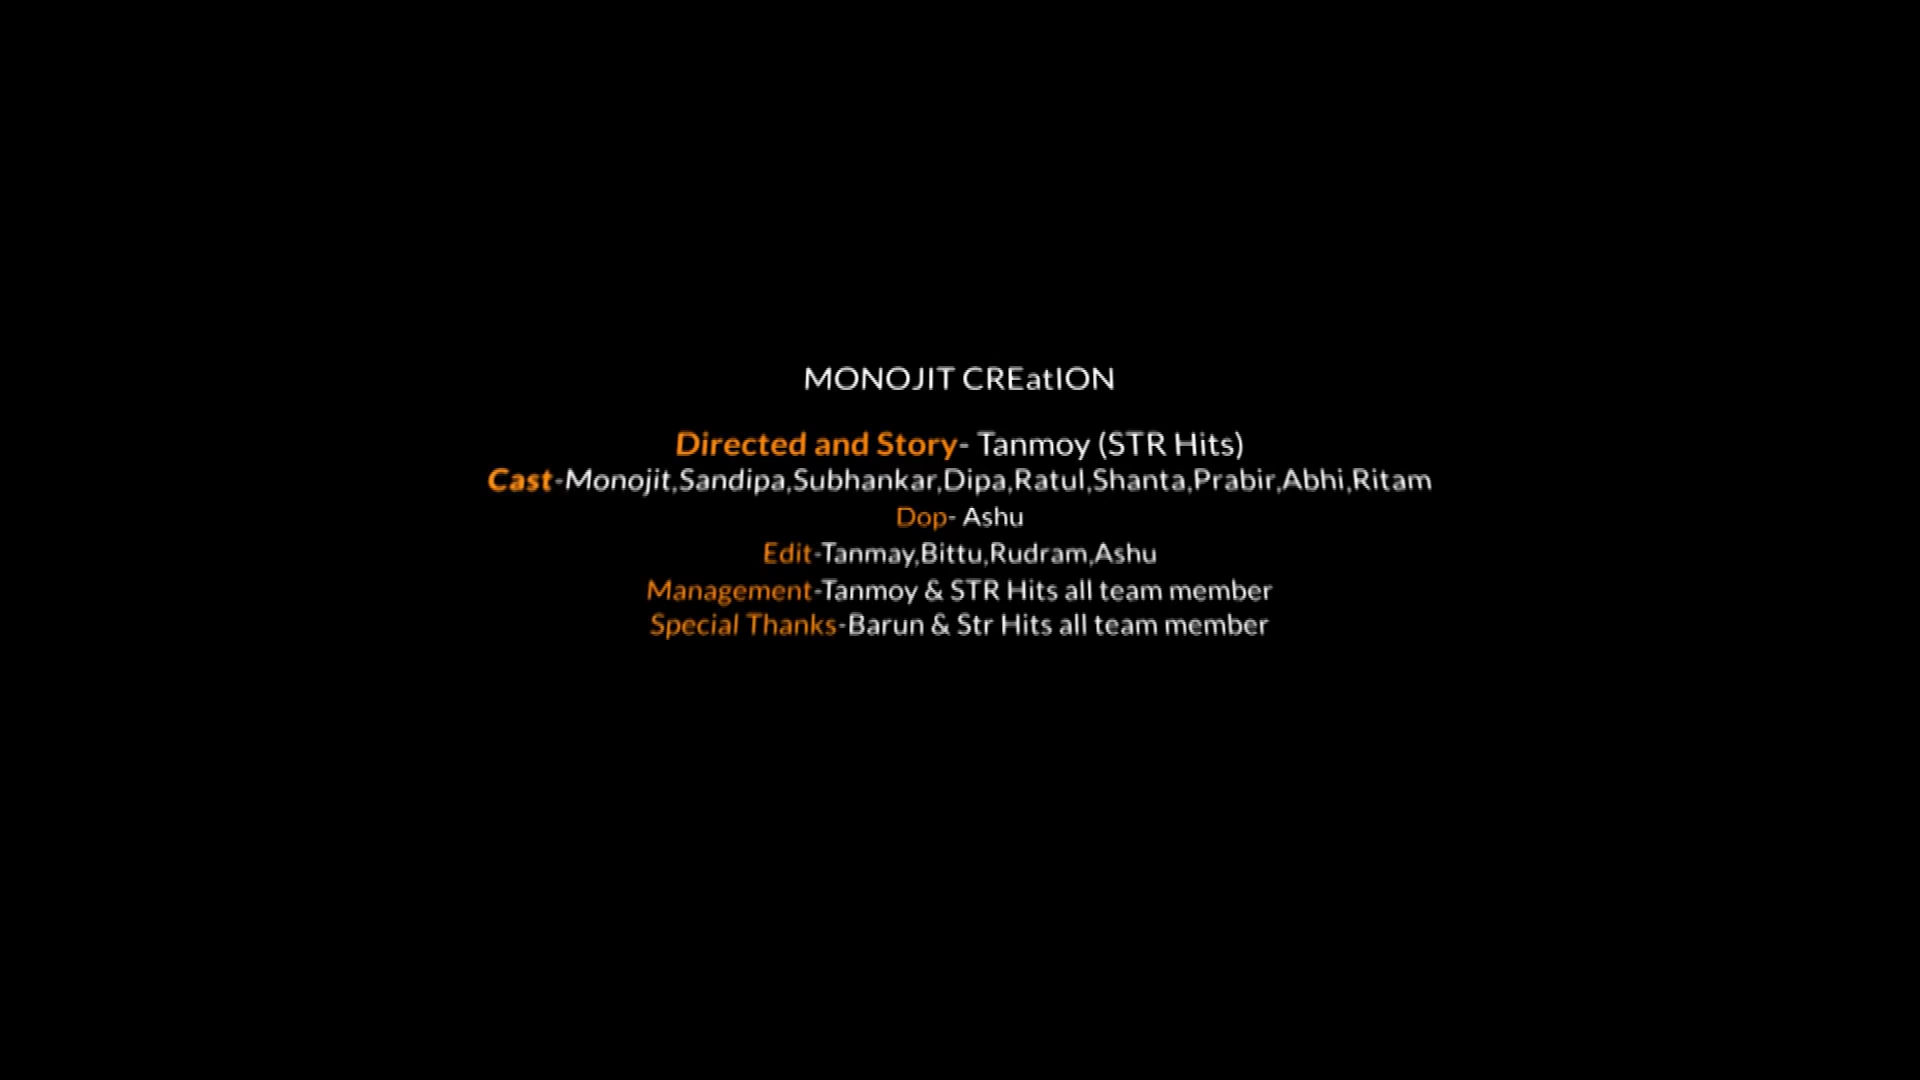 MONOJIT CREatION
Directed and Story- Tanmoy (STR Hits)
Cast-Monojit,Sandipa,Subhankar,Dipa,Ratul,Shanta,Prabir,Abhi,Ritam
Dop- Ashu
Edit-Tanmay,Bittu,Rudram,Ashu
Management-Tanmoy & STR Hits all team member
Special Thanks-Barun & Str Hits all team member